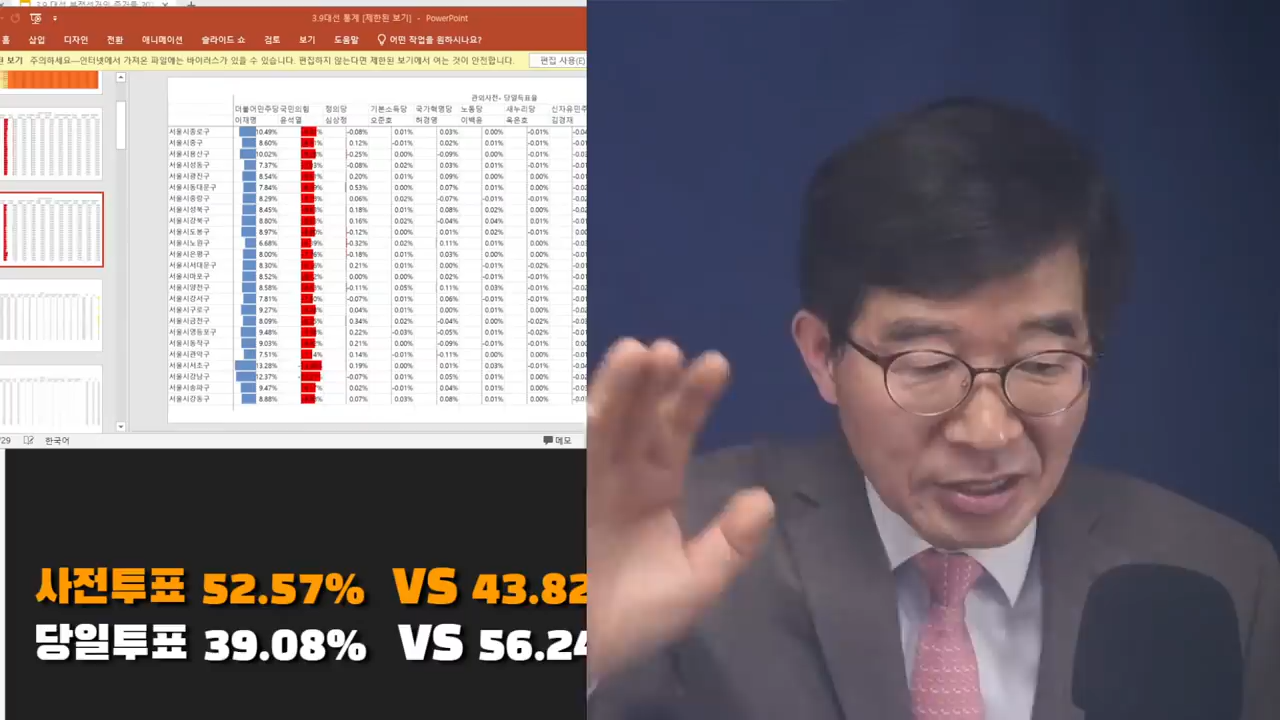 3.9대선 통계 [제한된 보기] - PowerPoint
홈 삽입 디자인 전환 애니메이션 슬라이드 쇼 검토 보기 도움말 어떤 작업을 원하시나요?
보기 주의하세요—인터넷에서 가져온 파일에는 바이러스가 있을 수 있습니다. 편집하지 않는다면 제한된 보기에서 여는 것이 안전합니다. 편집 사용(E)
관외사전- 당일득표율
더불어민주당 국민의힘 정의당 기본소득당 국가혁명당 노동당 새누리당 신자유민주
이재명 윤석열 심상정 오준호 허경영 이백윤 옥은호 김경재
서울시종로구 10.49% -0.08% 0.01% 0.03% 0.00% -0.01%
서울시중구 8.60% 0.12% -0.01% 0.02% 0.00% -0.01%
서울시용산구 10.02% -0.25% 0.00% -0.09% 0.00% -0.01%
서울시성동구 7.37% -0.08% 0.02% 0.03% 0.01% -0.01%
서울시광진구 8.54% 0.20% 0.01% 0.09% 0.00% -0.01%
서울시동대문구 7.84% 0.53% 0.00% 0.07% 0.02% -0.01%
서울시중랑구 8.29% 0.06% 0.02% -0.07% -0.01% -0.01%
서울시성북구 8.45% 0.18% 0.01% 0.08% 0.02% 0.00%
서울시강북구 8.80% 0.16% -0.02% -0.04% 0.04% 0.01%
서울시도봉구 8.97% -0.12% 0.00% 0.01% 0.02% -0.01%
서울시노원구 6.68% -0.32% 0.02% 0.11% 0.01% 0.00%
서울시은평구 8.00% -0.18% 0.01% 0.03% 0.00% -0.01%
서울시서대문구 8.30% 0.21% 0.01% 0.00% -0.01% -0.02%
서울시마포구 8.52% 0.00% 0.00% 0.02% -0.01% -0.01%
서울시양천구 8.58% -0.11% 0.05% 0.11% 0.03% -0.01%
서울시강서구 7.81% -0.07% 0.01% 0.06% -0.01% -0.01%
서울시구로구 9.27% 0.04% 0.01% 0.00% 0.01% -0.01%
서울시금천구 8.09% 0.34% 0.02% -0.04% 0.00% -0.02%
서울시영등포구 9.48% 0.22% -0.03% -0.05% -0.01% -0.02%
서울시동작구 9.03% 0.21% 0.00% -0.09% -0.01% 0.00%
서울시관악구 7.51% 0.14% -0.01% -0.11% 0.00% 0.00%
서울시서초구 13.28% 0.19% 0.00% 0.01% 0.03% -0.01%
서울시강남구 12.37% -0.07% 0.01% 0.05% 0.01% -0.01%
서울시송파구 9.47% 0.02% -0.01% 0.04% -0.01% 0.00%
서울시강동구 8.88% 0.07% 0.03% 0.08% -0.01% 0.00%
/29 한국어 메모
사전투표 52.57% VS 43.82
당일투표 39.08% VS 56.24